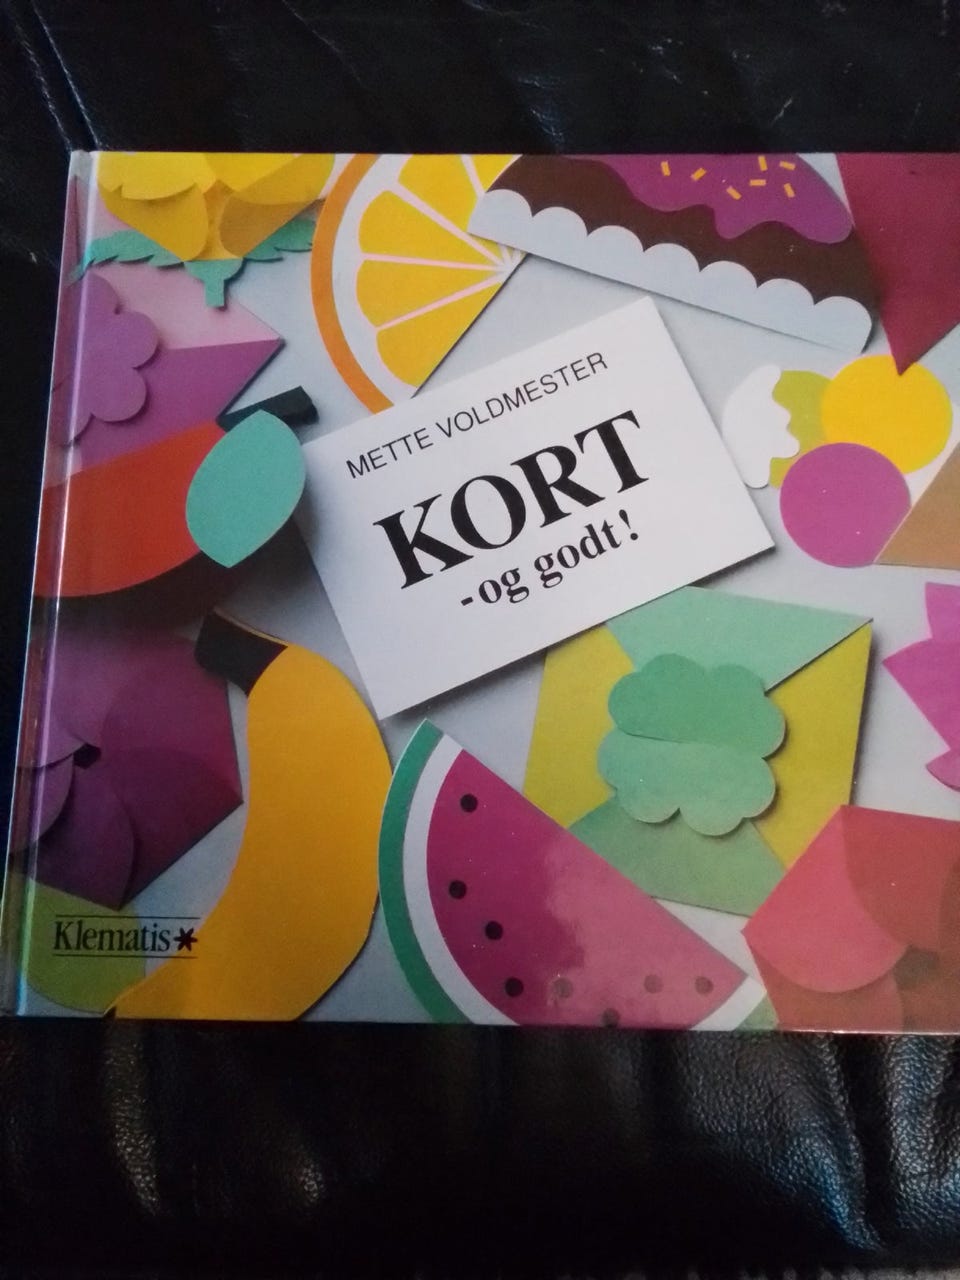 METTE VOLDMESTER
KORT
- og godt!
Klematis